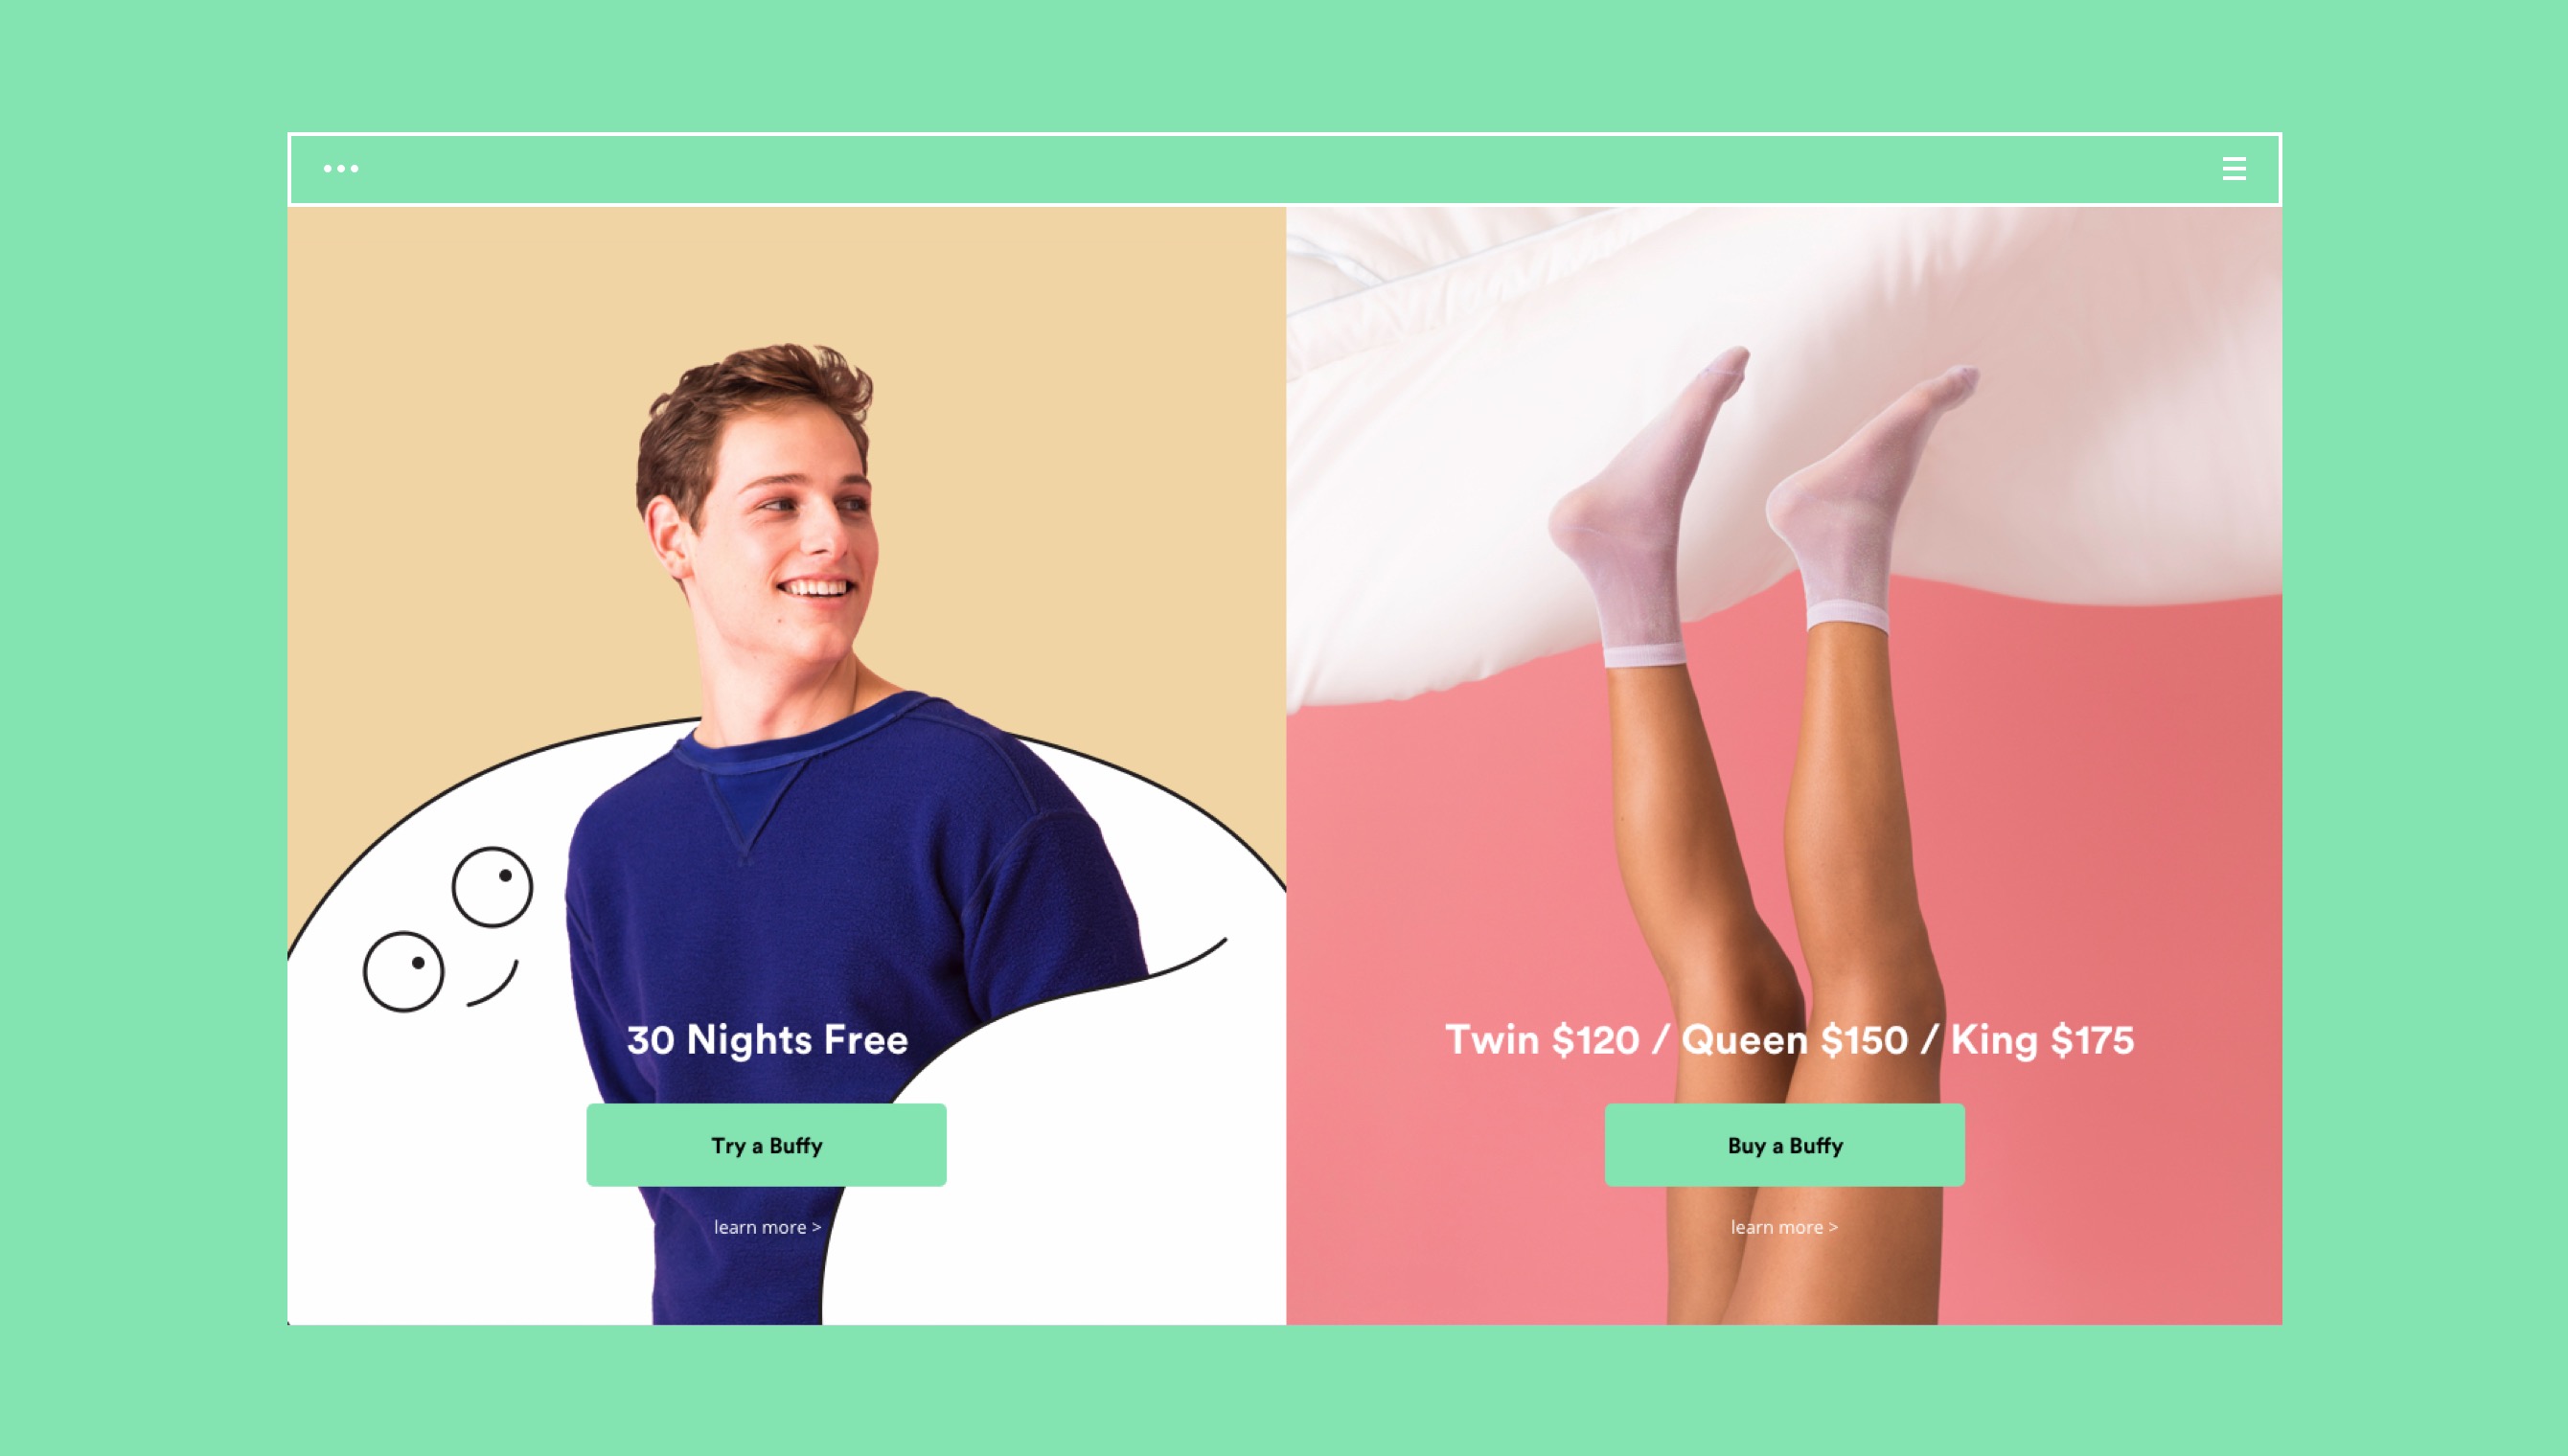 30 Nights Free
Try a Buffy
learn more >
Twin $120 / Queen $150 / King $175
Buy a Buffy
learn more >